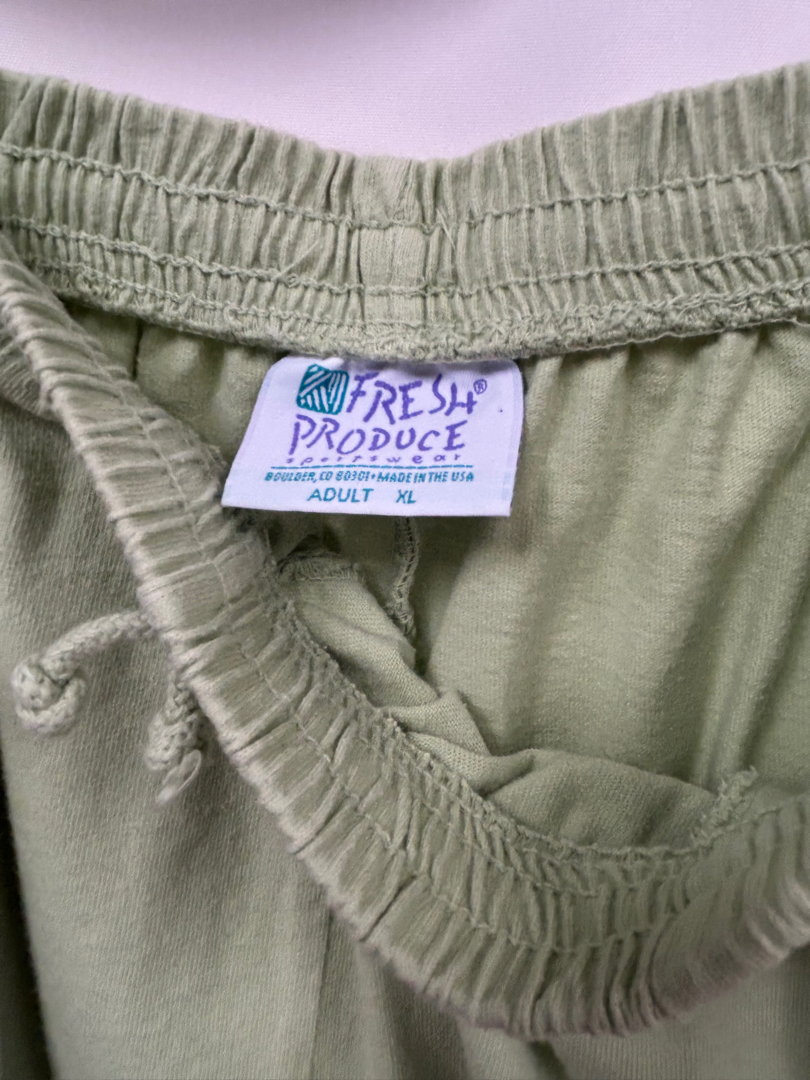 FRESH®
PRODUCE
sportswear
BOULDER, CO 80301 • MADE IN THE USA
ADULT XL